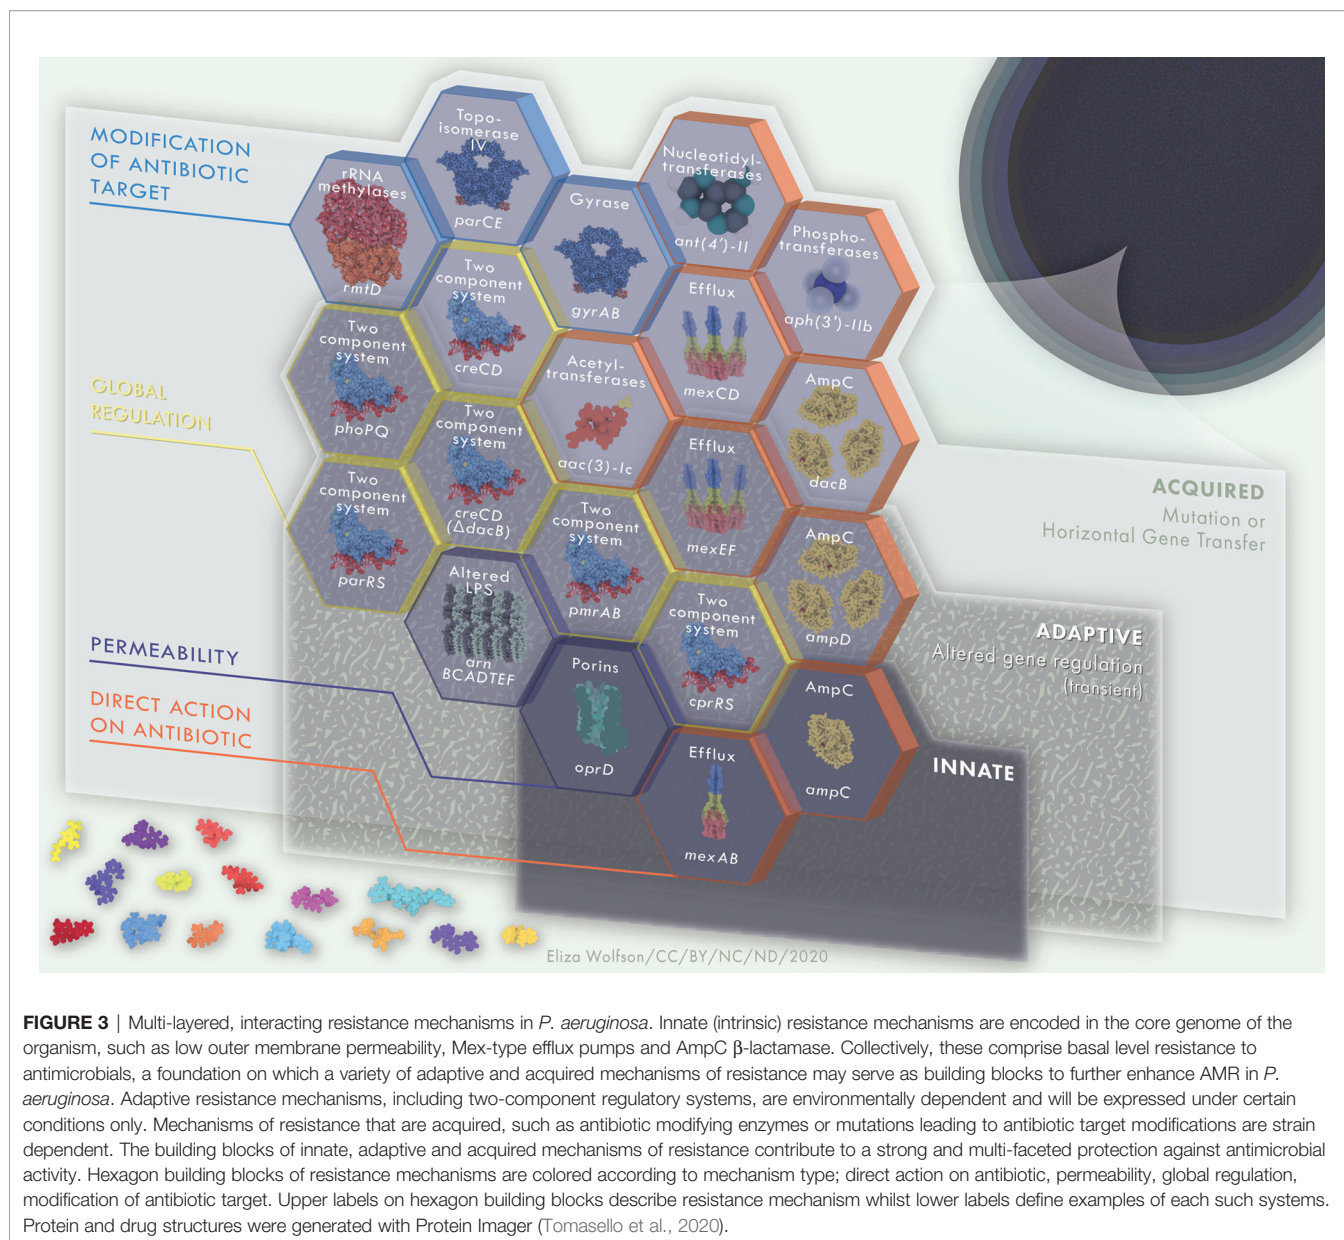 MODIFICATION
OF ANTIBIOTIC
TARGET
Topo-
isomerase
IV
parCE
rRNA
methylases
rmtD
Gyrase
gyrAB
Nucleotidyl-
transferases
ant(4')-II
Phospho-
transferases
aph(3')-IIb
Two
component
system
creCD
Efflux
mexCD
Two
component
system
phoPQ
Acetyl-
transferases
aac(3)-Ic
AmpC
dacB
GLOBAL
REGULATION
Two
component
system
creCD
(ΔdacB)
Efflux
mexEF
Two
component
system
parRS
Two
component
system
pmrAB
AmpC
ampD
ACQUIRED
Mutation or
Horizontal Gene Transfer
Altered
LPS
arn
BCADTEF
Two
component
system
cprRS
ADAPTIVE
Altered gene regulation
(transient)
PERMEABILITY
Porins
oprD
AmpC
ampC
DIRECT ACTION
ON ANTIBIOTIC
Efflux
mexAB
INNATE
Eliza Wolfson/CC/BY/NC/ND/2020
FIGURE 3 | Multi-layered, interacting resistance mechanisms in P. aeruginosa. Innate (intrinsic) resistance mechanisms are encoded in the core genome of the
organism, such as low outer membrane permeability, Mex-type efflux pumps and AmpC β-lactamase. Collectively, these comprise basal level resistance to
antimicrobials, a foundation on which a variety of adaptive and acquired mechanisms of resistance may serve as building blocks to further enhance AMR in P.
aeruginosa. Adaptive resistance mechanisms, including two-component regulatory systems, are environmentally dependent and will be expressed under certain
conditions only. Mechanisms of resistance that are acquired, such as antibiotic modifying enzymes or mutations leading to antibiotic target modifications are strain
dependent. The building blocks of innate, adaptive and acquired mechanisms of resistance contribute to a strong and multi-faceted protection against antimicrobial
activity. Hexagon building blocks of resistance mechanisms are colored according to mechanism type; direct action on antibiotic, permeability, global regulation,
modification of antibiotic target. Upper labels on hexagon building blocks describe resistance mechanism whilst lower labels define examples of each such systems.
Protein and drug structures were generated with Protein Imager (Tomasello et al., 2020).